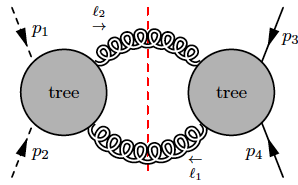 ℓ₂
→
p₁
p₃
tree
tree
p₂
p₄
←
ℓ₁